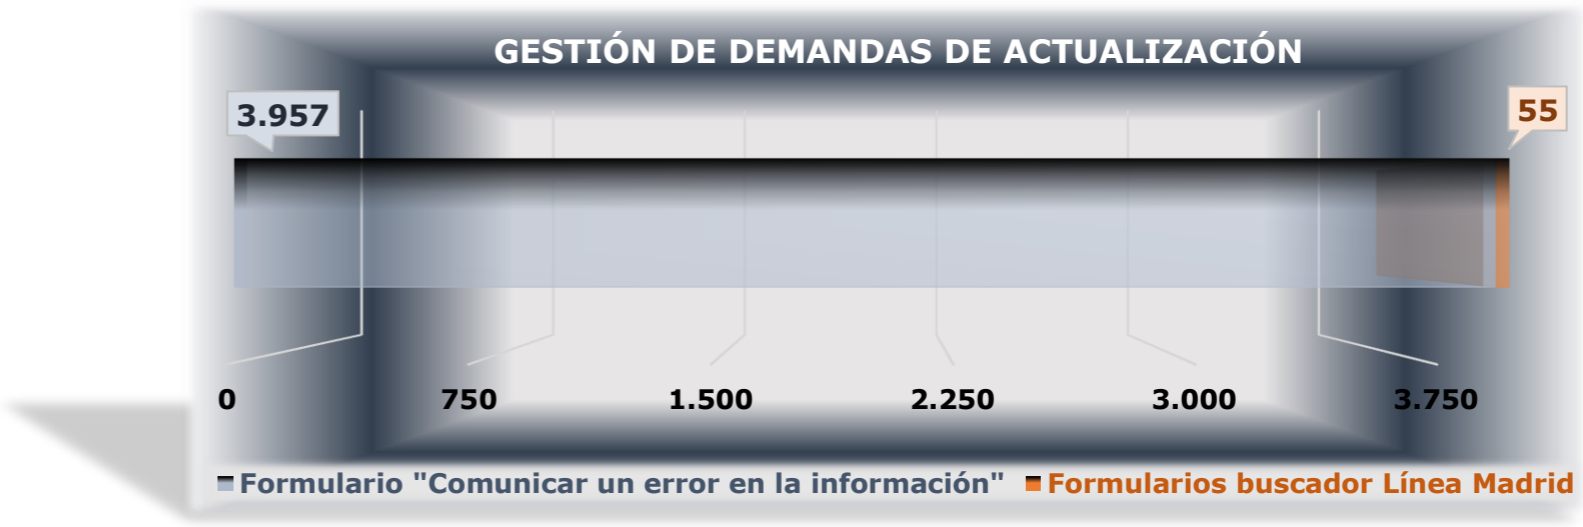 GESTIÓN DE DEMANDAS DE ACTUALIZACIÓN
3.957 55
0 750 1.500 2.250 3.000 3.750
Formulario "Comunicar un error en la información" Formularios buscador Línea Madrid